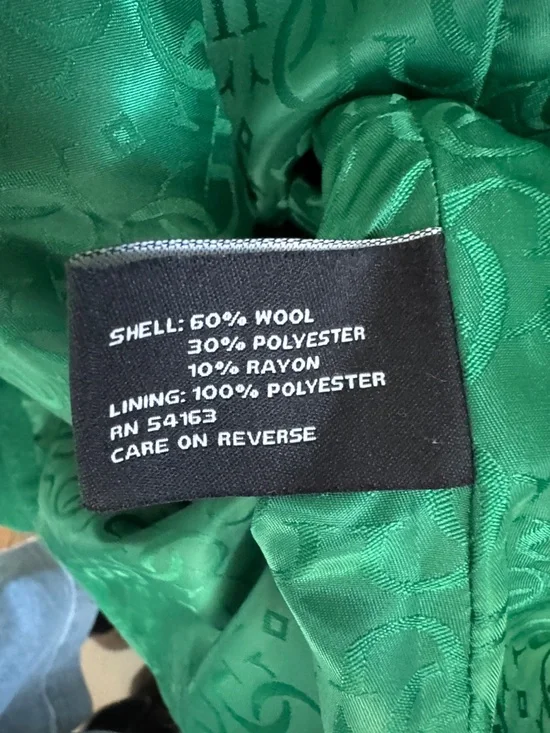 SHELL: 60% WOOL
30% POLYESTER
10% RAYON
LINING: 100% POLYESTER
RN 54163
CARE ON REVERSE